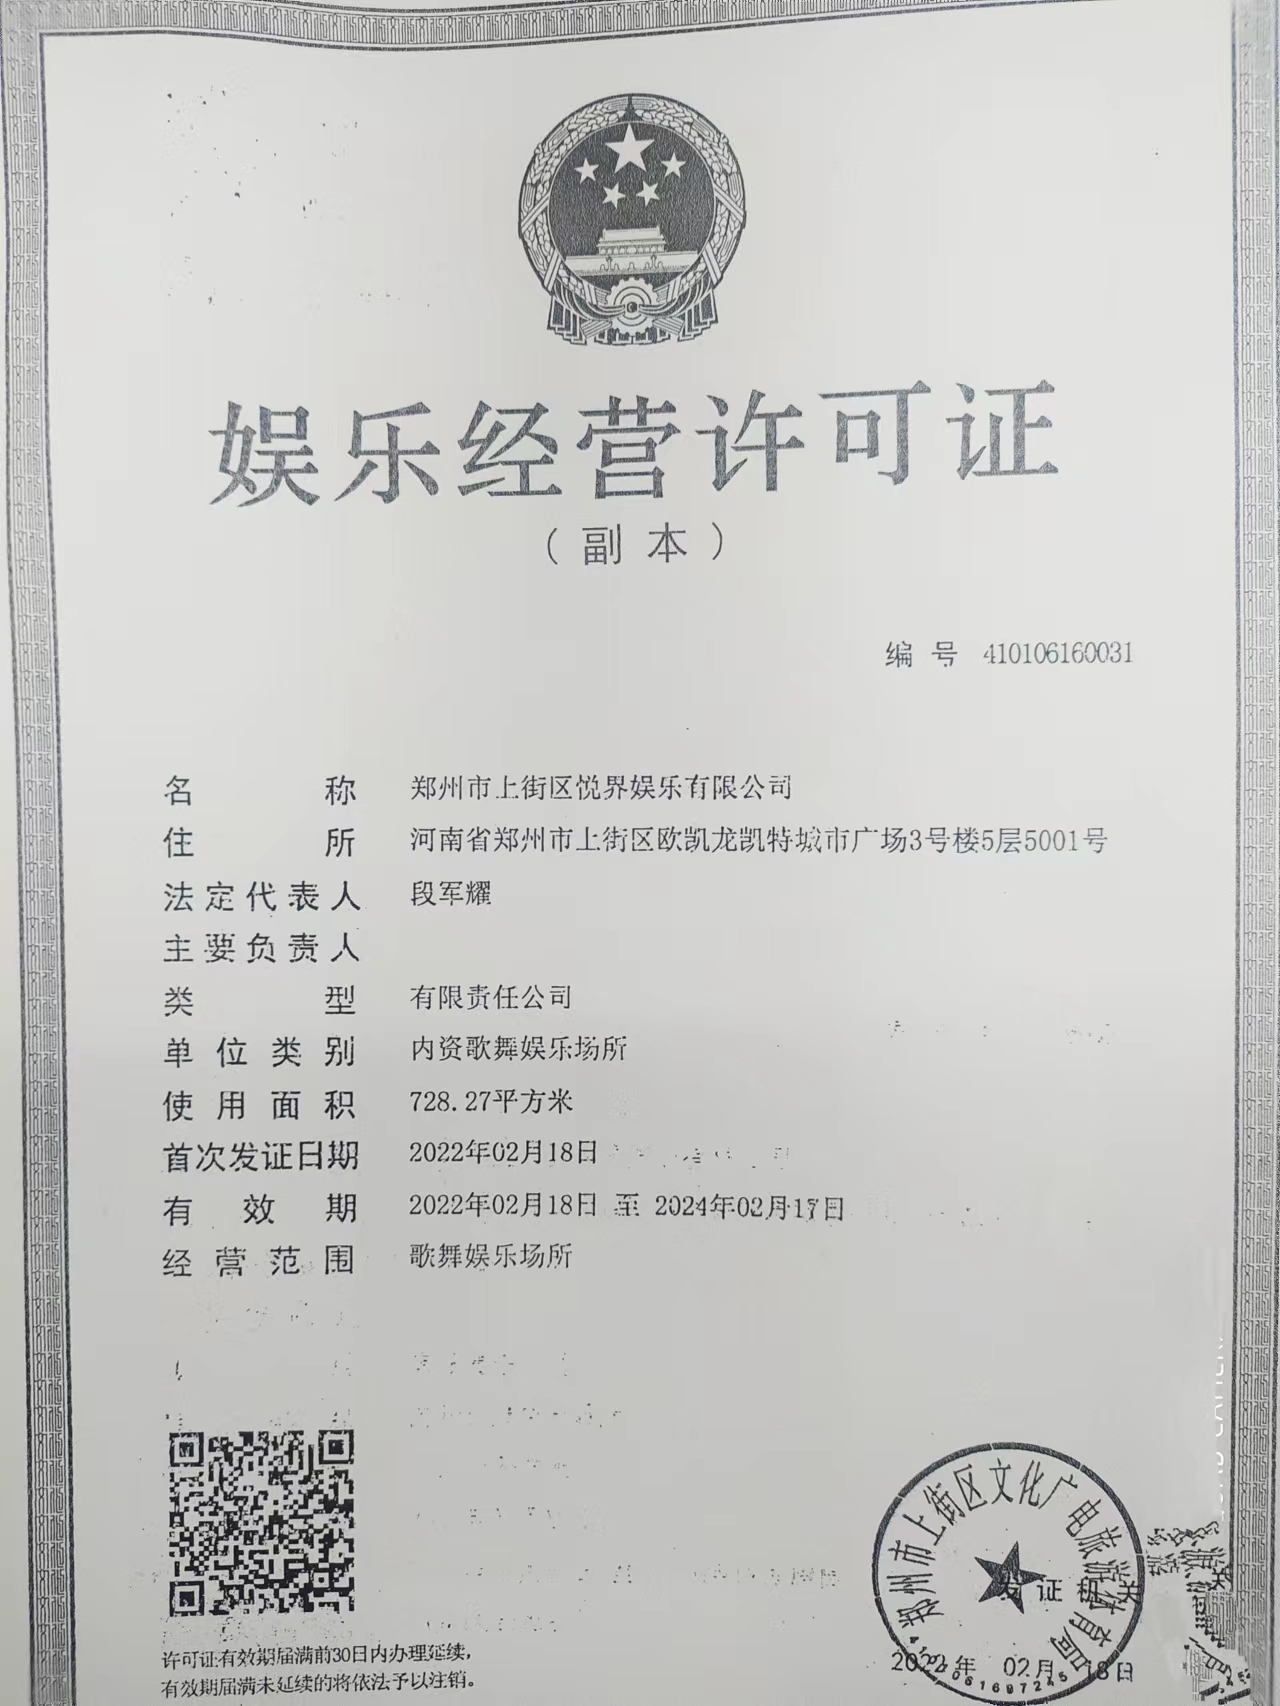 娱乐经营许可证
（副本）
编号 410106160031
名称 郑州市上街区悦界娱乐有限公司
住所 河南省郑州市上街区欧凯龙凯特城市广场3号楼5层5001号
法定代表人 段军耀
主要负责人
类型 有限责任公司
单位类别 内资歌舞娱乐场所
使用面积 728.27平方米
首次发证日期 2022年02月18日
有效期 2022年02月18日 至 2024年02月17日
经营范围 歌舞娱乐场所
郑州市上街区文化广电旅游体育局
发证机关
2022年 02月 18日
许可证有效期届满前30日内办理延续，
有效期届满未延续的将依法予以注销。